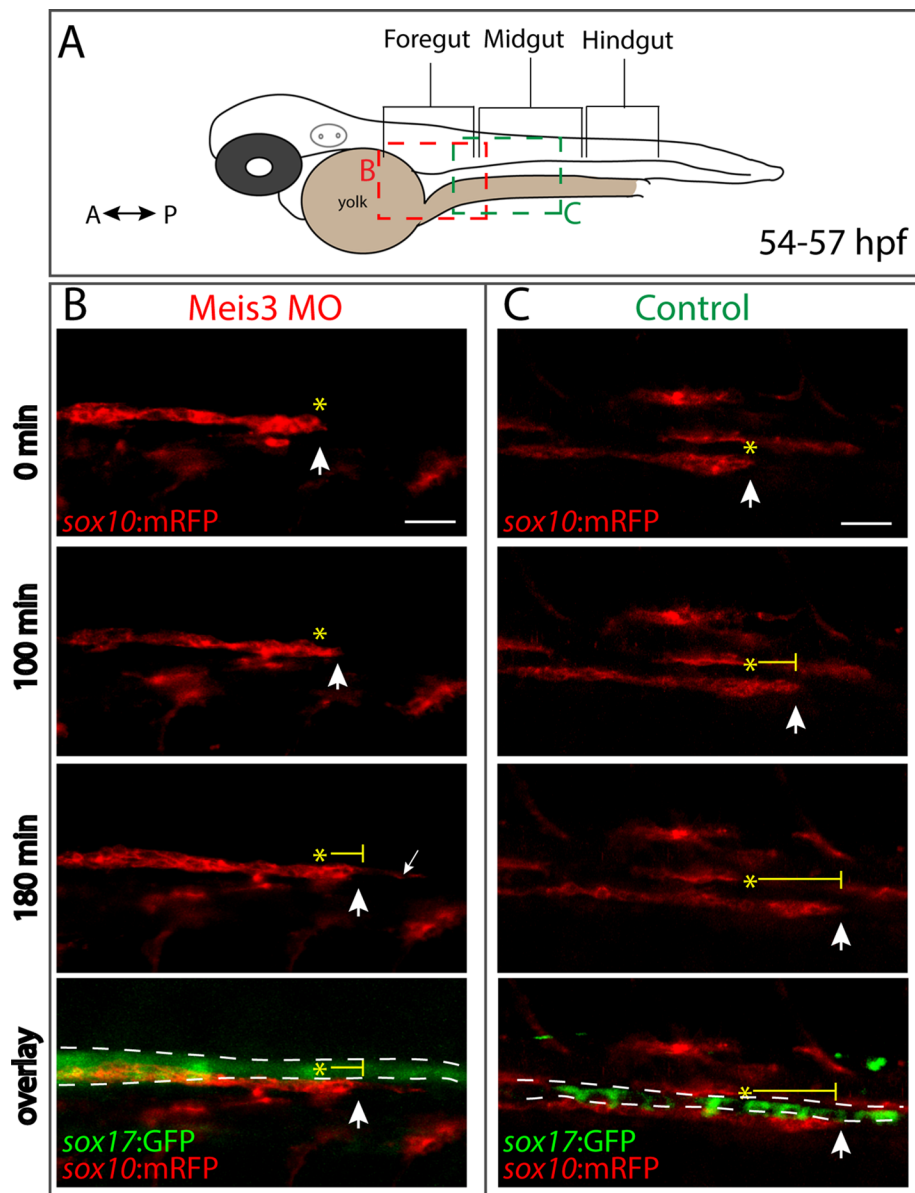 A
Foregut Midgut Hindgut
B
yolk
C
A P
54-57 hpf
B Meis3 MO
C Control
0 min
*
sox10:mRFP
*
sox10:mRFP
100 min
*
*
180 min
*
*
overlay
*
sox17:GFP
sox10:mRFP
*
sox17:GFP
sox10:mRFP